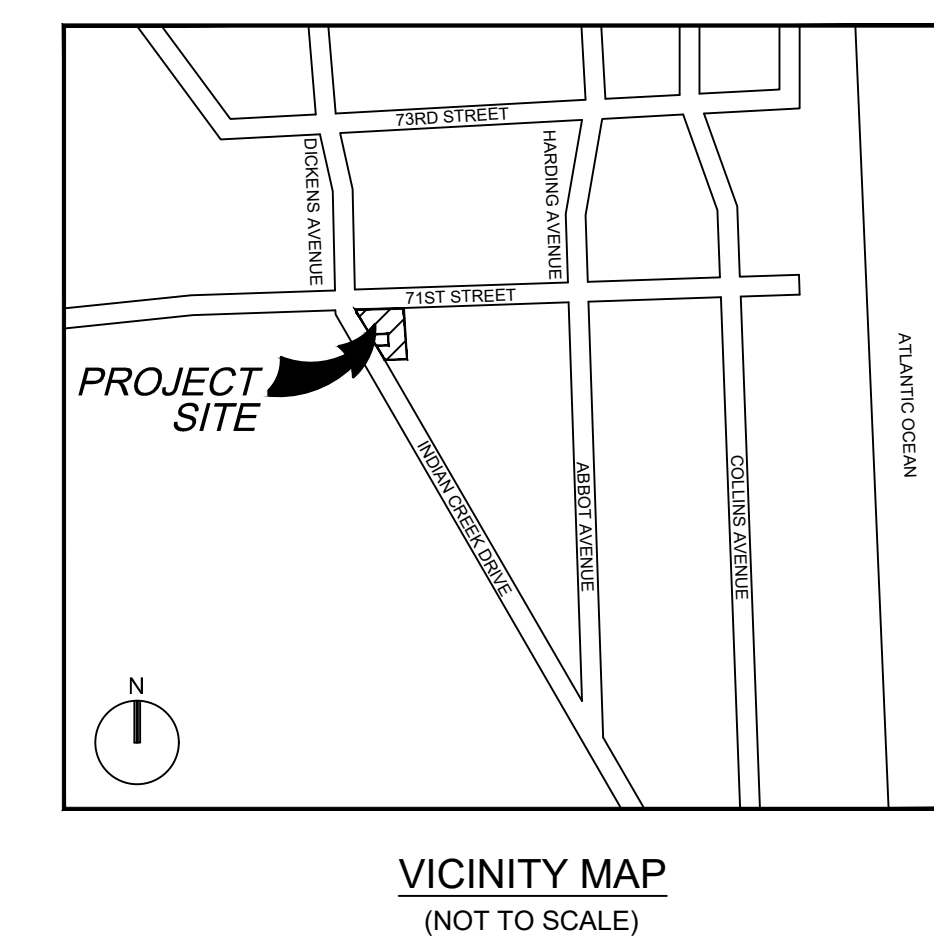 73RD STREET
DICKENS AVENUE
HARDING AVENUE
71ST STREET
PROJECT
SITE
ATLANTIC OCEAN
INDIAN CREEK DRIVE
ABBOT AVENUE
COLLINS AVENUE
N
VICINITY MAP
(NOT TO SCALE)